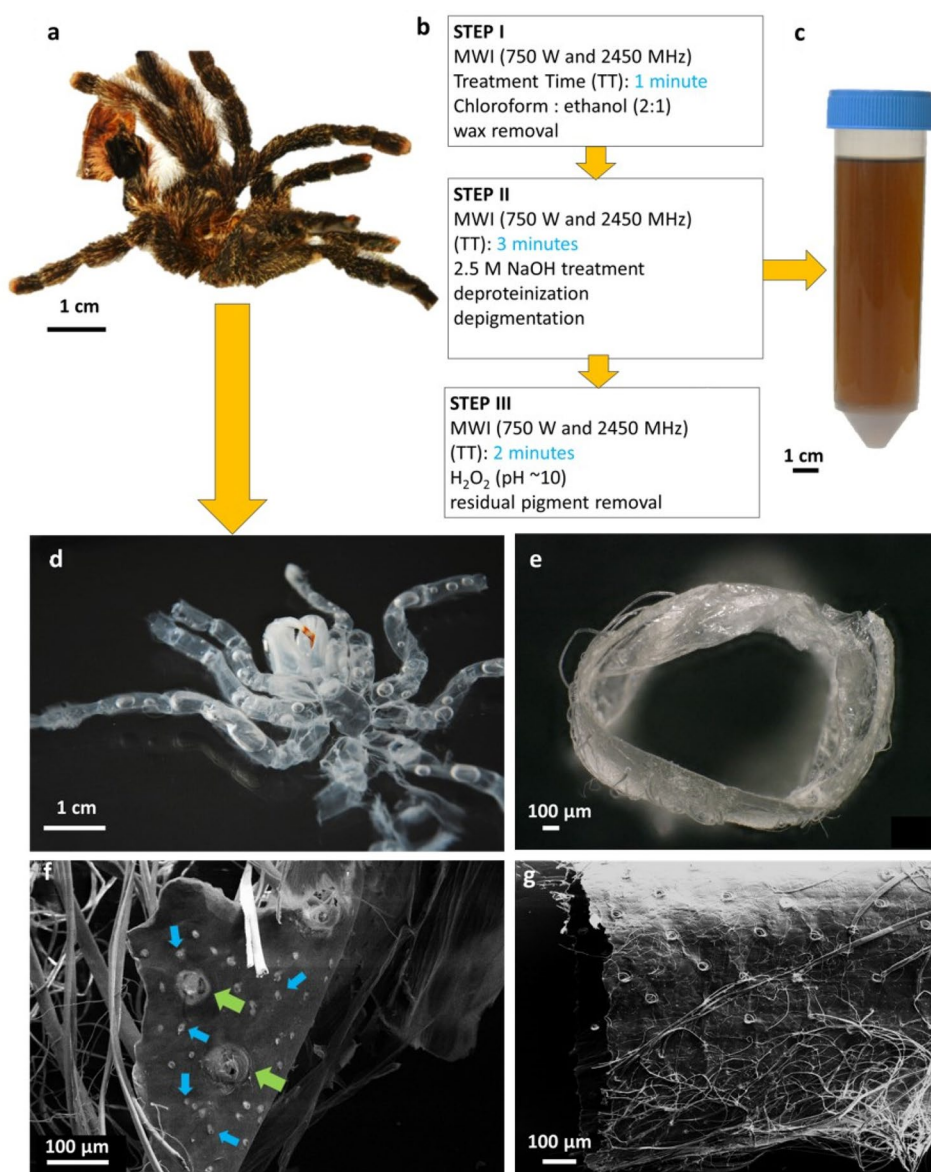 a
b
c
STEP I
MWI (750 W and 2450 MHz)
Treatment Time (TT): 1 minute
Chloroform : ethanol (2:1)
wax removal
STEP II
MWI (750 W and 2450 MHz)
(TT): 3 minutes
2.5 M NaOH treatment
deproteinization
depigmentation
STEP III
MWI (750 W and 2450 MHz)
(TT): 2 minutes
H₂O₂ (pH ~10)
residual pigment removal
1 cm
1 cm
d
1 cm
e
100 µm
f
100 µm
g
100 µm